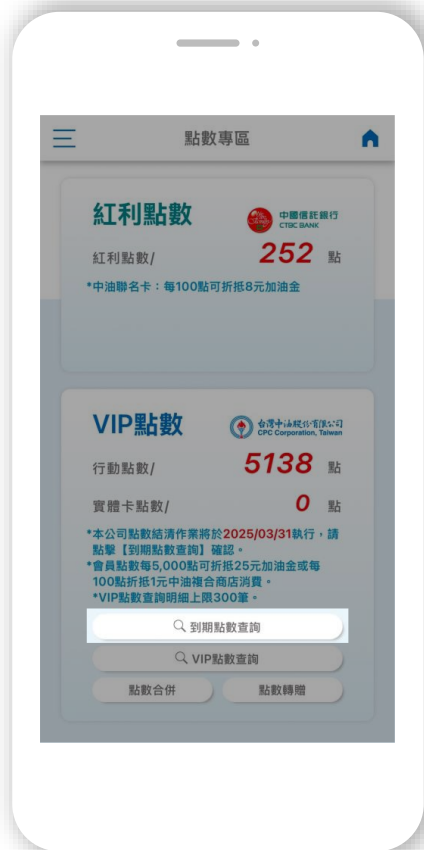 點數專區
紅利點數
中國信託銀行
CTBC BANK
紅利點數/ 252 點
*中油聯名卡：每100點可折抵8元加油金
VIP點數
台灣中油股份有限公司
CPC Corporation, Taiwan
行動點數/ 5138 點
實體卡點數/ 0 點
*本公司點數結清作業將於2025/03/31執行，請
點擊【到期點數查詢】確認。
*會員點數每5,000點可折抵25元加油金或每
100點折抵1元中油複合商店消費。
*VIP點數查詢明細上限300筆。
到期點數查詢
VIP點數查詢
點數合併 點數轉贈